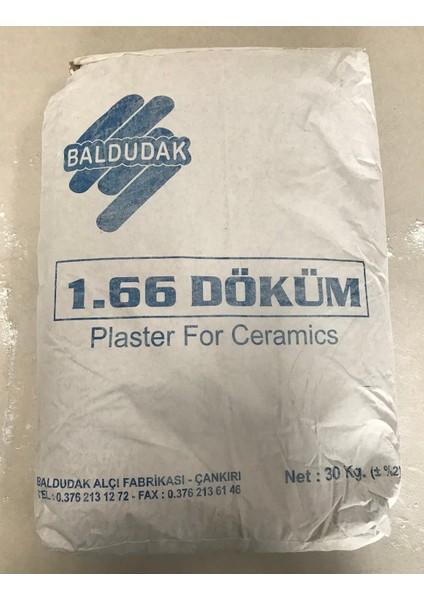 BALDUDAK
1.66 DÖKÜM
Plaster For Ceramics
BALDUDAK ALÇI FABRİKASI - ÇANKIRI
TEL : 0.376 213 12 72 - FAX : 0.376 213 61 46
Net : 30 Kg. (± %2)